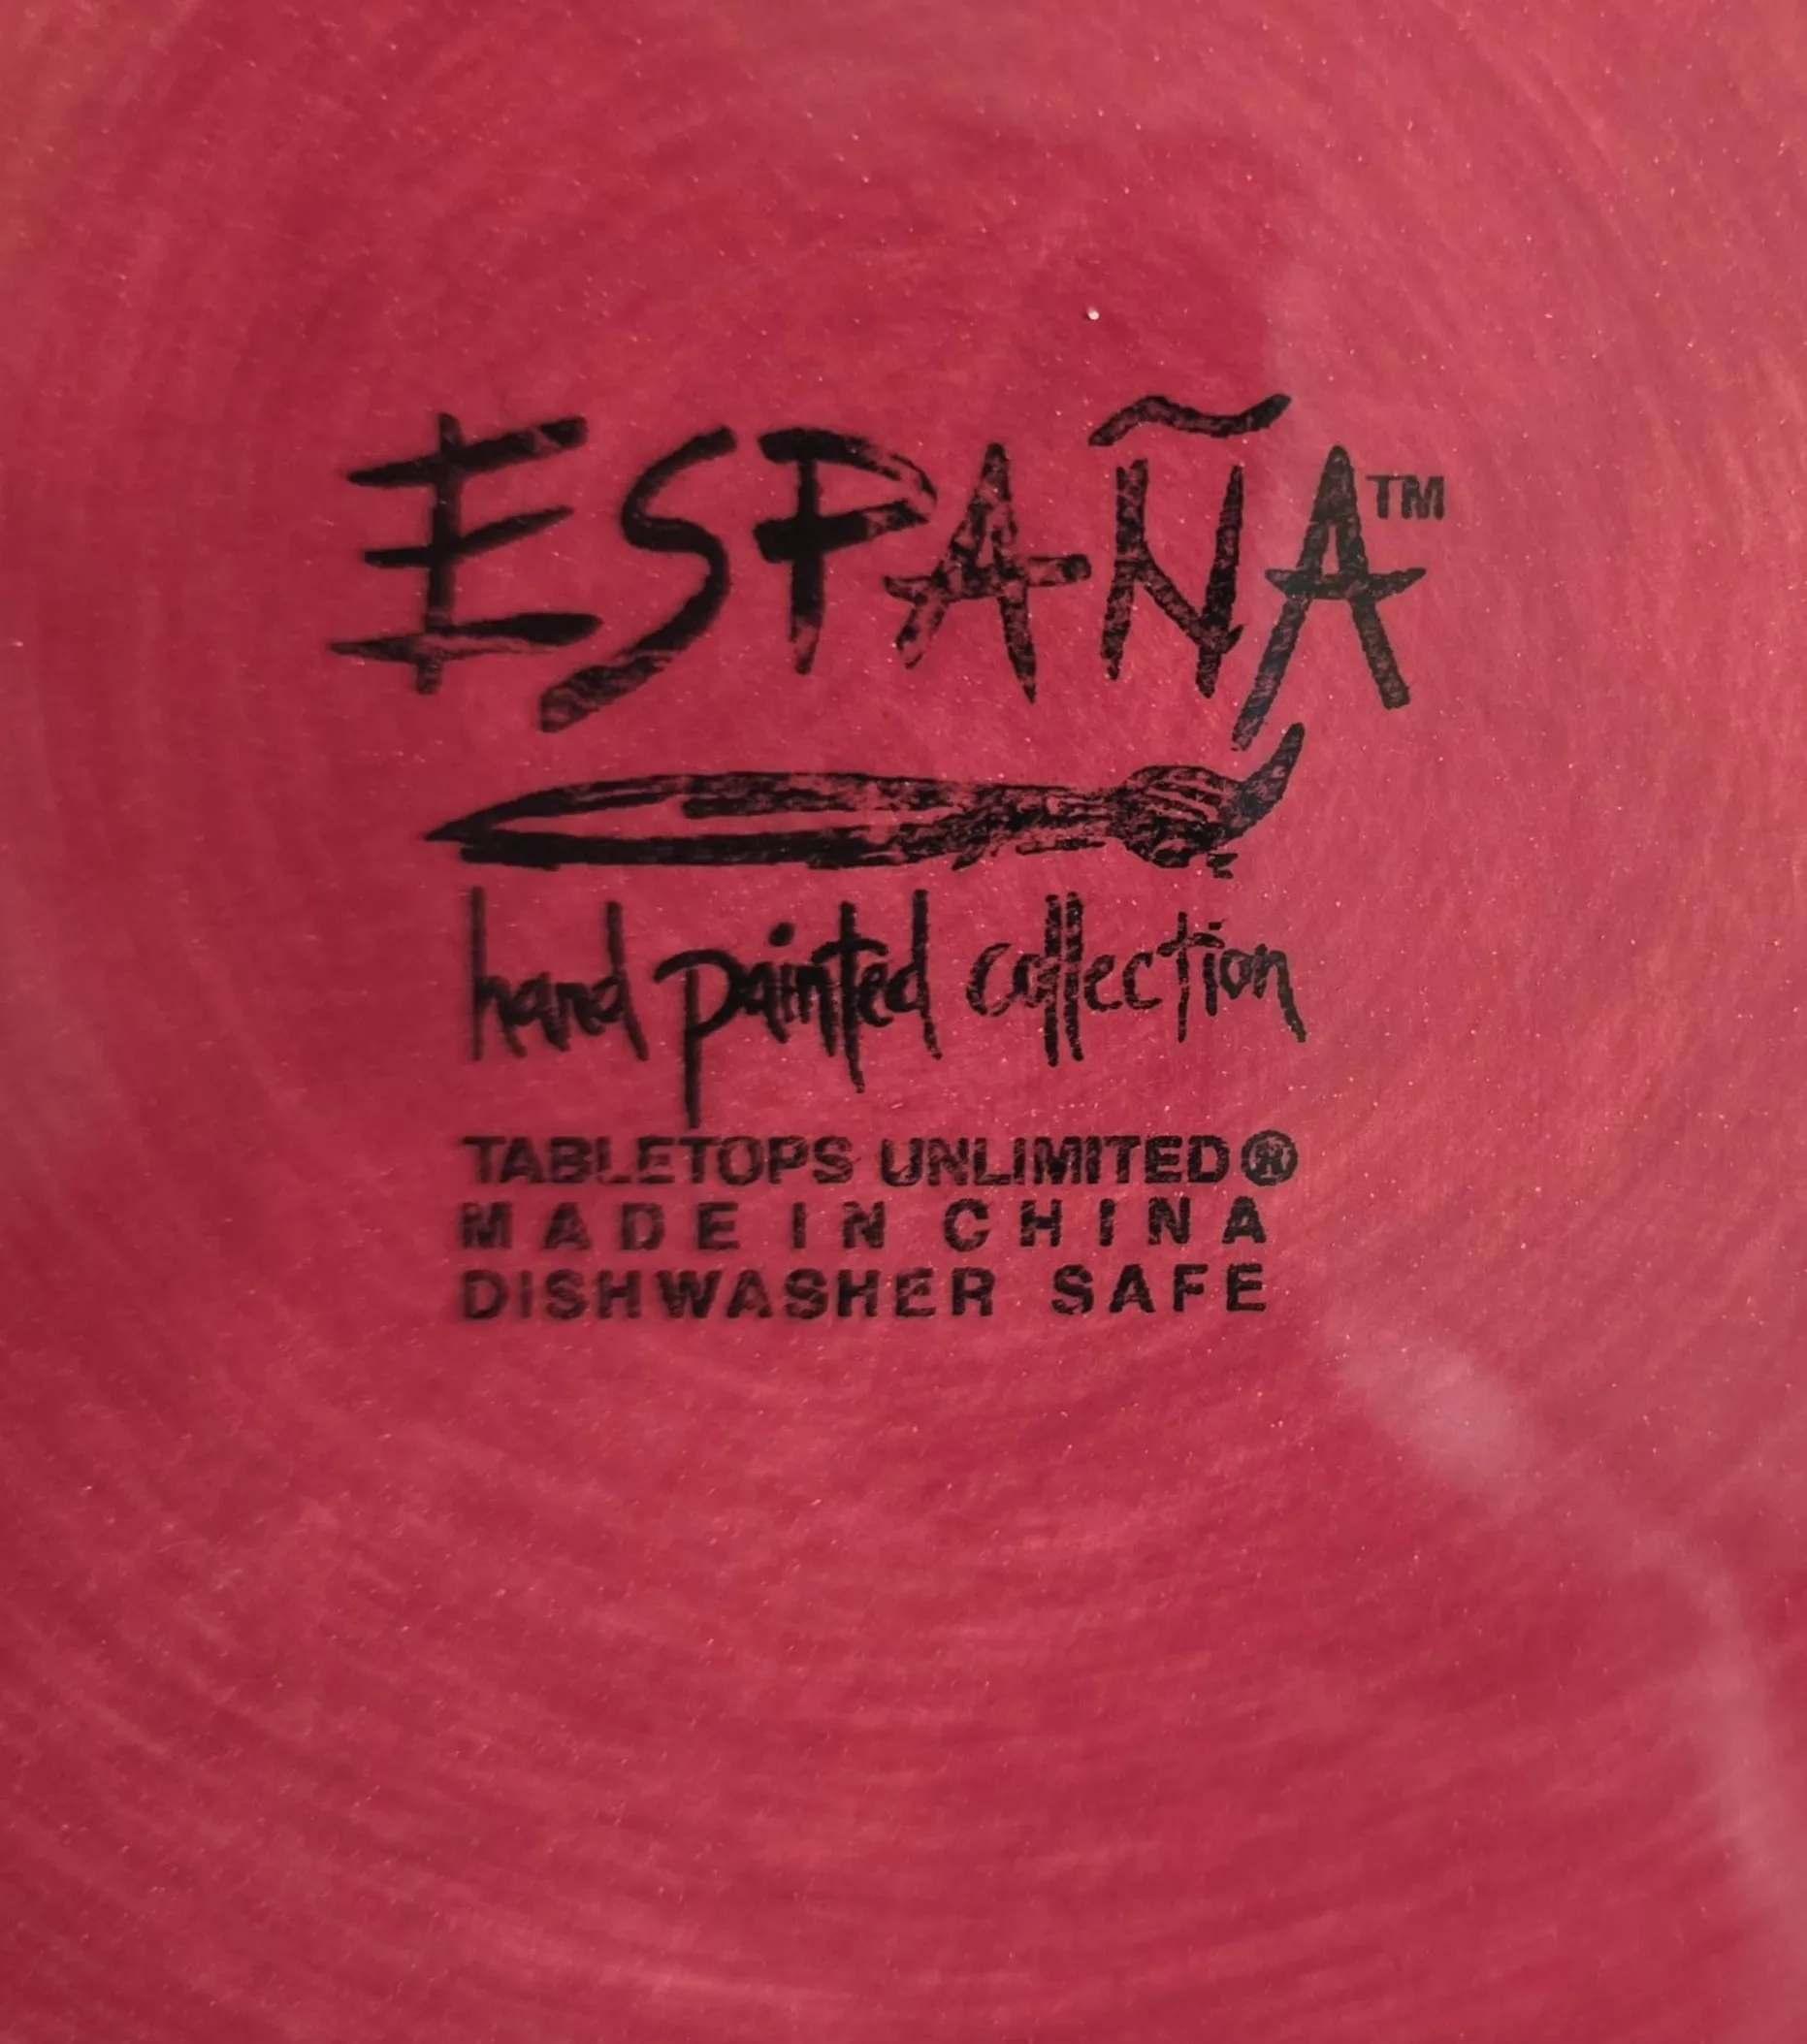 ESPAÑA™
hand painted collection
TABLETOPS UNLIMITED®
MADE IN CHINA
DISHWASHER SAFE